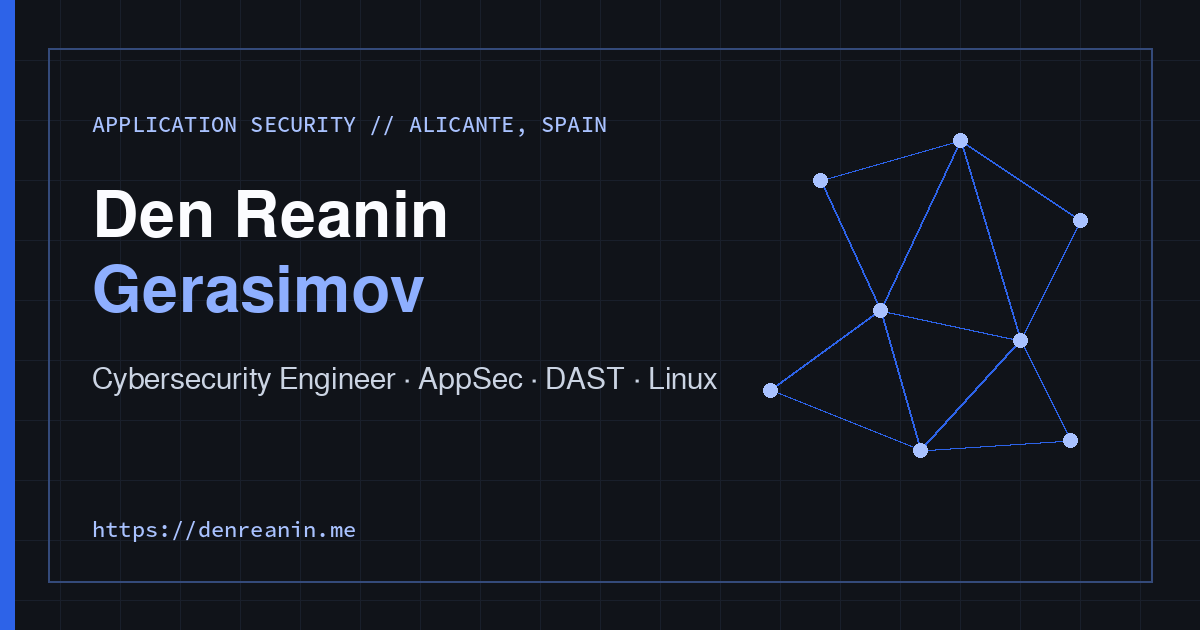 APPLICATION SECURITY // ALICANTE, SPAIN
Den Reanin
Gerasimov
Cybersecurity Engineer · AppSec · DAST · Linux
https://denreanin.me